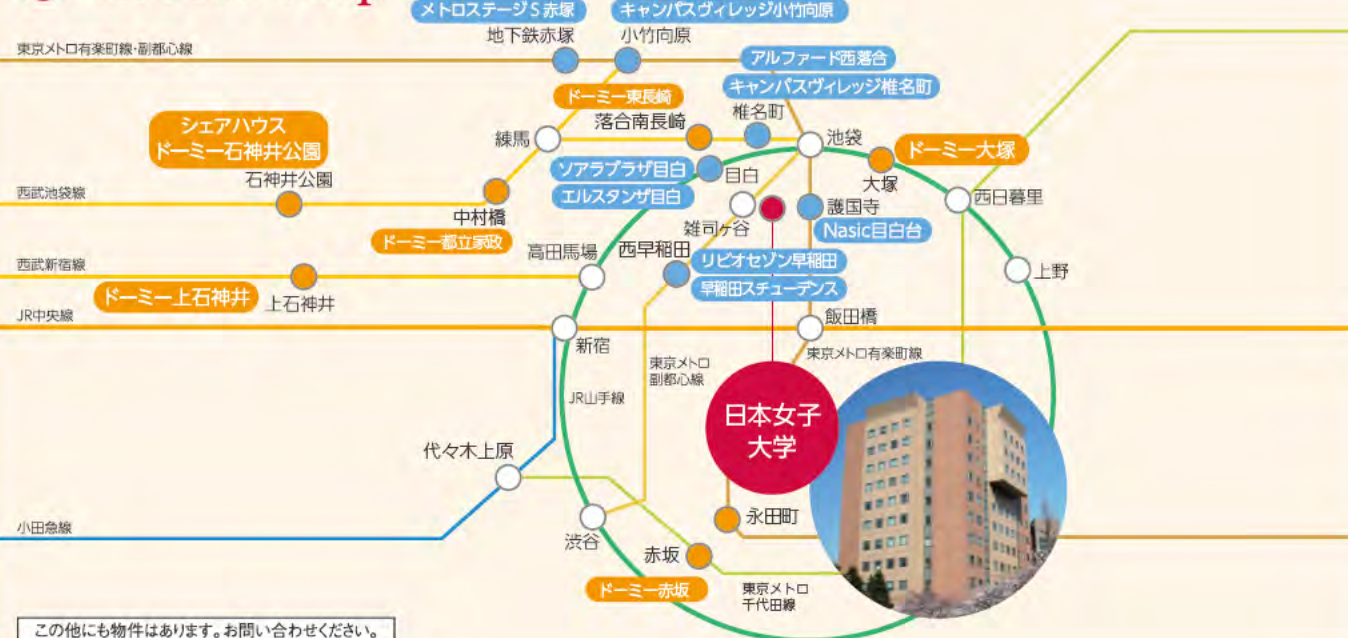 メトロステージS赤塚
キャンパスヴィレッジ小竹向原
地下鉄赤塚
小竹向原
東京メトロ有楽町線・副都心線
アルファード西落合
キャンパスヴィレッジ椎名町
ドーミー東長崎
椎名町
落合南長崎
シェアハウス
ドーミー石神井公園
練馬
池袋
ドーミー大塚
石神井公園
ソアラプラザ目白
目白
大塚
西武池袋線
エルスタンザ目白
西日暮里
中村橋
雑司ヶ谷
護国寺
ドーミー都立家政
Nasic目白台
高田馬場
西早稲田
リビオセゾン早稲田
西武新宿線
上野
早稲田スチューデンス
ドーミー上石神井
上石神井
JR中央線
飯田橋
新宿
東京メトロ有楽町線
東京メトロ
副都心線
JR山手線
日本女子
大学
代々木上原
永田町
小田急線
渋谷
赤坂
ドーミー赤坂
東京メトロ
千代田線
この他にも物件はあります。お問い合わせください。